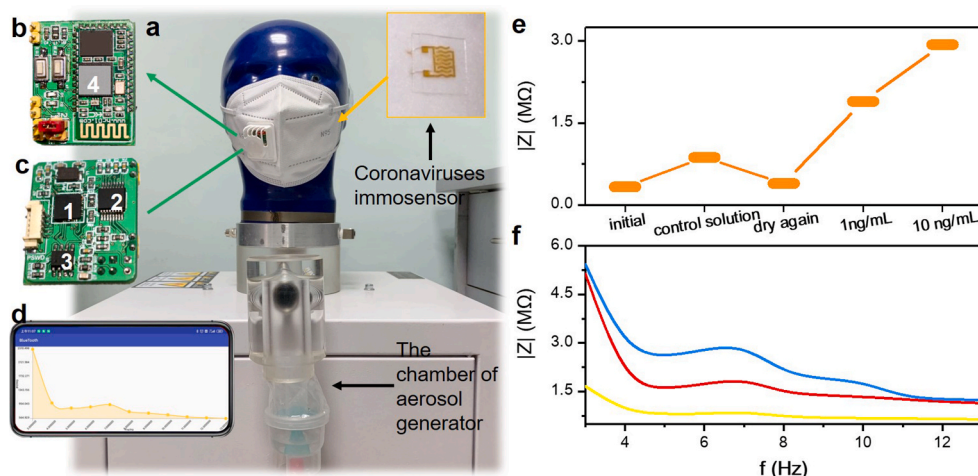 b
a
4
Coronaviruses
immosensor
c
1
2
3
PSWD
d
BlueTooth
The
chamber of
aerosol
generator
e
|Z| (MΩ)
3.0
1.5
0.0
initial
control solution
dry again
1ng/mL
10 ng/mL
f
|Z| (MΩ)
6.0
4.5
3.0
1.5
4
6
8
10
12
f (Hz)